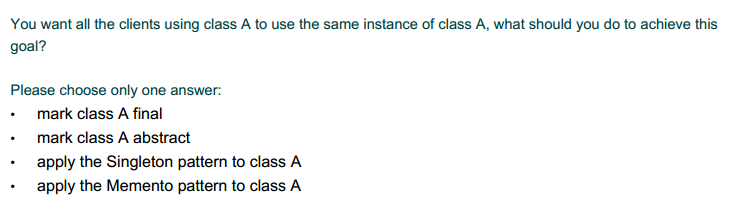 You want all the clients using class A to use the same instance of class A, what should you do to achieve this
goal?
Please choose only one answer:
• mark class A final
• mark class A abstract
• apply the Singleton pattern to class A
• apply the Memento pattern to class A